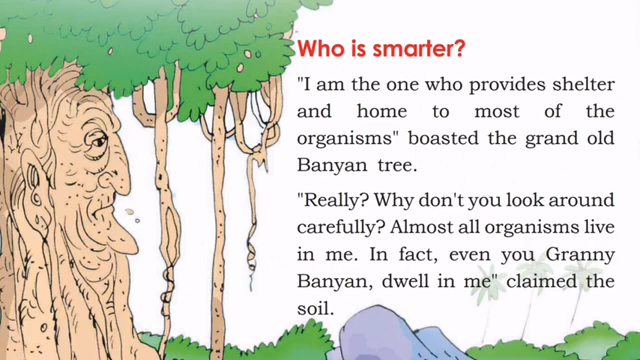 Who is smarter?
"I am the one who provides shelter
and home to most of the
organisms" boasted the grand old
Banyan tree.
"Really? Why don't you look around
carefully? Almost all organisms live
in me. In fact, even you Granny
Banyan, dwell in me" claimed the
soil.